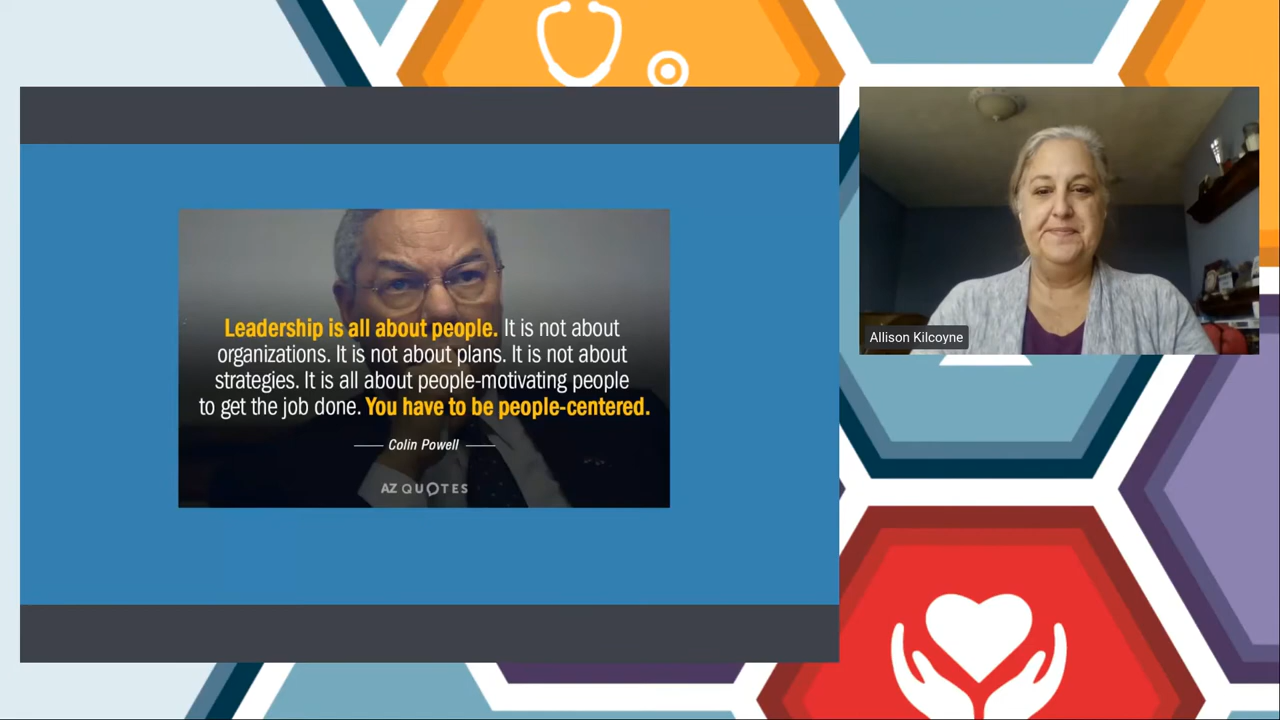 Leadership is all about people. It is not about
organizations. It is not about plans. It is not about
strategies. It is all about people-motivating people
to get the job done. You have to be people-centered.
Colin Powell
AZ QUOTES
Allison Kilcoyne